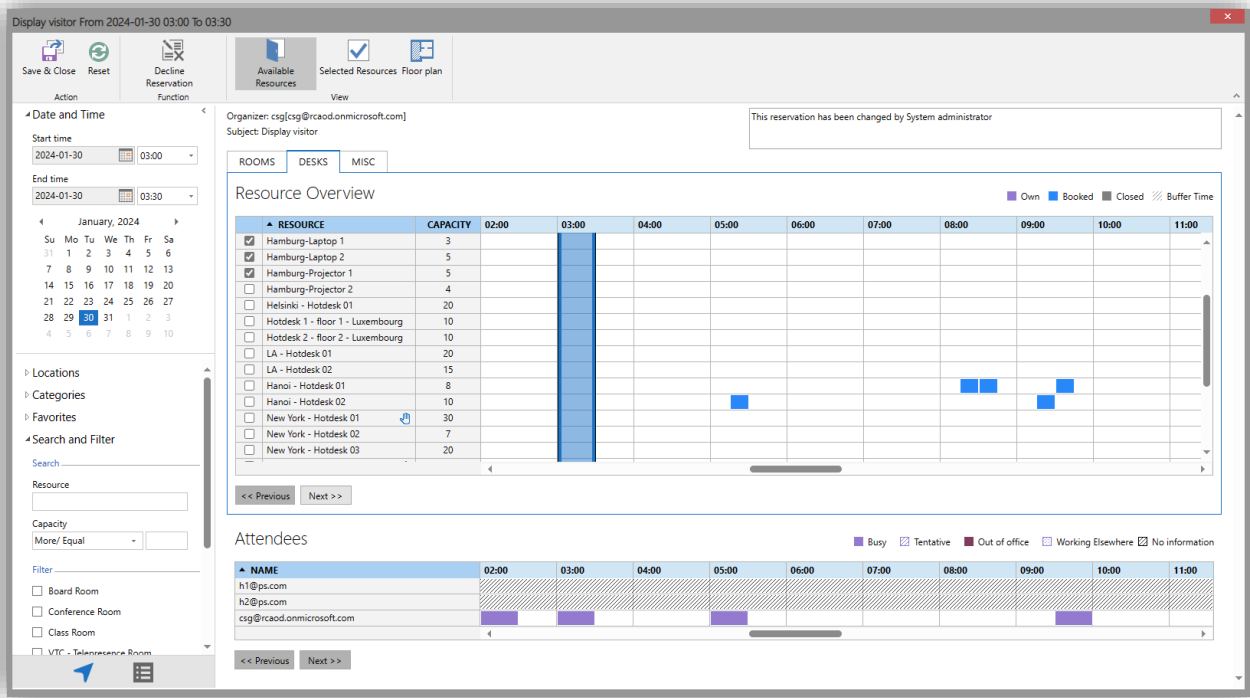 Display visitor From 2024-01-30 03:00 To 03:30
Save & Close
Reset
Decline Reservation
Available Resources
Selected Resources
Floor plan
Action
Function
View
Date and Time
Start time
2024-01-30 03:00
End time
2024-01-30 03:30
January, 2024
Su Mo Tu We Th Fr Sa
31 1 2 3 4 5 6
7 8 9 10 11 12 13
14 15 16 17 18 19 20
21 22 23 24 25 26 27
28 29 30 31 1 2 3
4 5 6 7 8 9 10
Locations
Categories
Favorites
Search and Filter
Search
Resource
Capacity
More/ Equal
Filter
Board Room
Conference Room
Class Room
VTC - Telepresence Room
Organizer: csg[csg@rcaod.onmicrosoft.com]
Subject: Display visitor
This reservation has been changed by System administrator
ROOMS DESKS MISC
Resource Overview
Own Booked Closed Buffer Time
RESOURCE CAPACITY 02:00 03:00 04:00 05:00 06:00 07:00 08:00 09:00 10:00 11:00
Hamburg-Laptop 1 3
Hamburg-Laptop 2 5
Hamburg-Projector 1 5
Hamburg-Projector 2 4
Helsinki - Hotdesk 01 20
Hotdesk 1 - floor 1 - Luxembourg 10
Hotdesk 2 - floor 2 - Luxembourg 10
LA - Hotdesk 01 20
LA - Hotdesk 02 15
Hanoi - Hotdesk 01 8
Hanoi - Hotdesk 02 10
New York - Hotdesk 01 30
New York - Hotdesk 02 7
New York - Hotdesk 03 20
<< Previous Next >>
Attendees
Busy Tentative Out of office Working Elsewhere No information
NAME 02:00 03:00 04:00 05:00 06:00 07:00 08:00 09:00 10:00 11:00
h1@ps.com
h2@ps.com
csg@rcaod.onmicrosoft.com
<< Previous Next >>